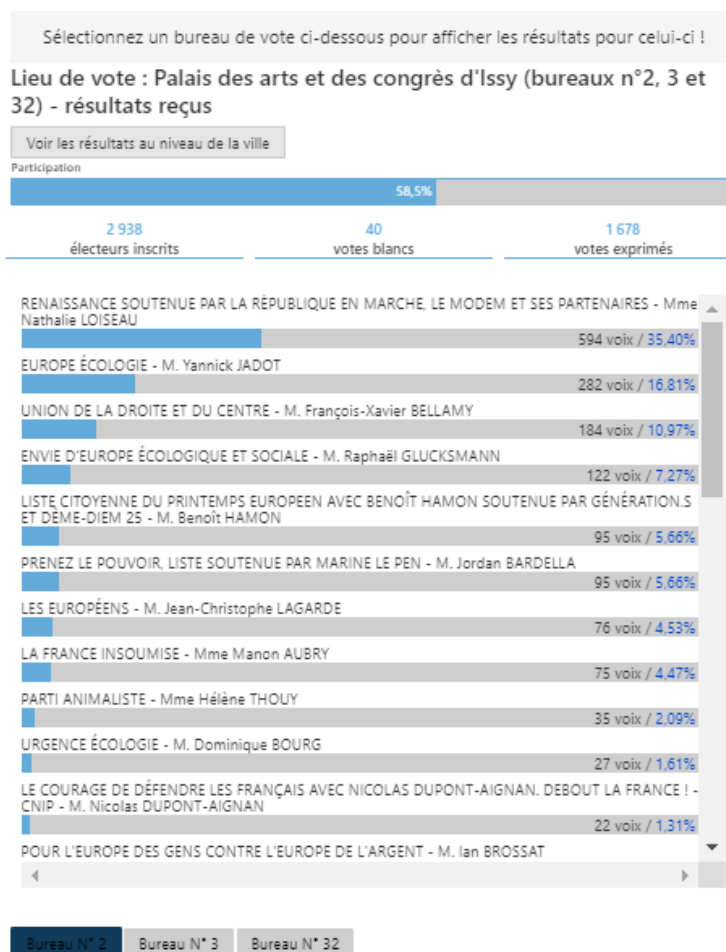 Sélectionnez un bureau de vote ci-dessous pour afficher les résultats pour celui-ci !
Lieu de vote : Palais des arts et des congrès d'Issy (bureaux n°2, 3 et
32) - résultats reçus
Voir les résultats au niveau de la ville
Participation
58,5%
2 938
électeurs inscrits
40
votes blancs
1 678
votes exprimés
RENAISSANCE SOUTENUE PAR LA RÉPUBLIQUE EN MARCHE, LE MODEM ET SES PARTENAIRES - Mme
Nathalie LOISEAU
594 voix / 35,40%
EUROPE ÉCOLOGIE - M. Yannick JADOT
282 voix / 16,81%
UNION DE LA DROITE ET DU CENTRE - M. François-Xavier BELLAMY
184 voix / 10,97%
ENVIE D'EUROPE ÉCOLOGIQUE ET SOCIALE - M. Raphaël GLUCKSMANN
122 voix / 7,27%
LISTE CITOYENNE DU PRINTEMPS EUROPEEN AVEC BENOÎT HAMON SOUTENUE PAR GÉNÉRATION.S
ET DÈME-DIEM 25 - M. Benoît HAMON
95 voix / 5,66%
PRENEZ LE POUVOIR, LISTE SOUTENUE PAR MARINE LE PEN - M. Jordan BARDELLA
95 voix / 5,66%
LES EUROPÉENS - M. Jean-Christophe LAGARDE
76 voix / 4,53%
LA FRANCE INSOUMISE - Mme Manon AUBRY
75 voix / 4,47%
PARTI ANIMALISTE - Mme Hélène THOUY
35 voix / 2,09%
URGENCE ÉCOLOGIE - M. Dominique BOURG
27 voix / 1,61%
LE COURAGE DE DÉFENDRE LES FRANÇAIS AVEC NICOLAS DUPONT-AIGNAN. DEBOUT LA FRANCE ! -
CNIP - M. Nicolas DUPONT-AIGNAN
22 voix / 1,31%
POUR L'EUROPE DES GENS CONTRE L'EUROPE DE L'ARGENT - M. Ian BROSSAT
Bureau N° 2
Bureau N° 3
Bureau N° 32